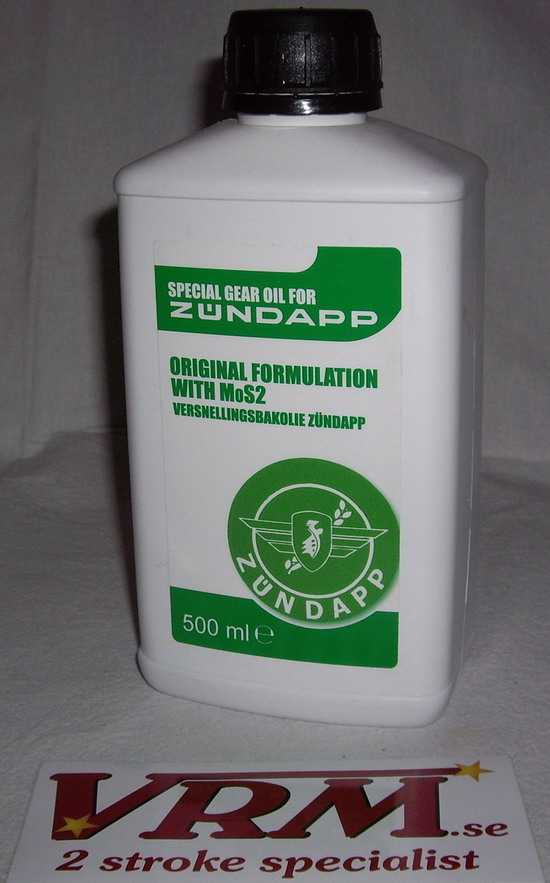 SPECIAL GEAR OIL FOR
ZÜNDAPP
ORIGINAL FORMULATION
WITH MoS2
VERSNELLINGSBAKOLIE ZÜNDAPP
ZÜNDAPP
500 ml ℮
VRM.se
2 stroke specialist